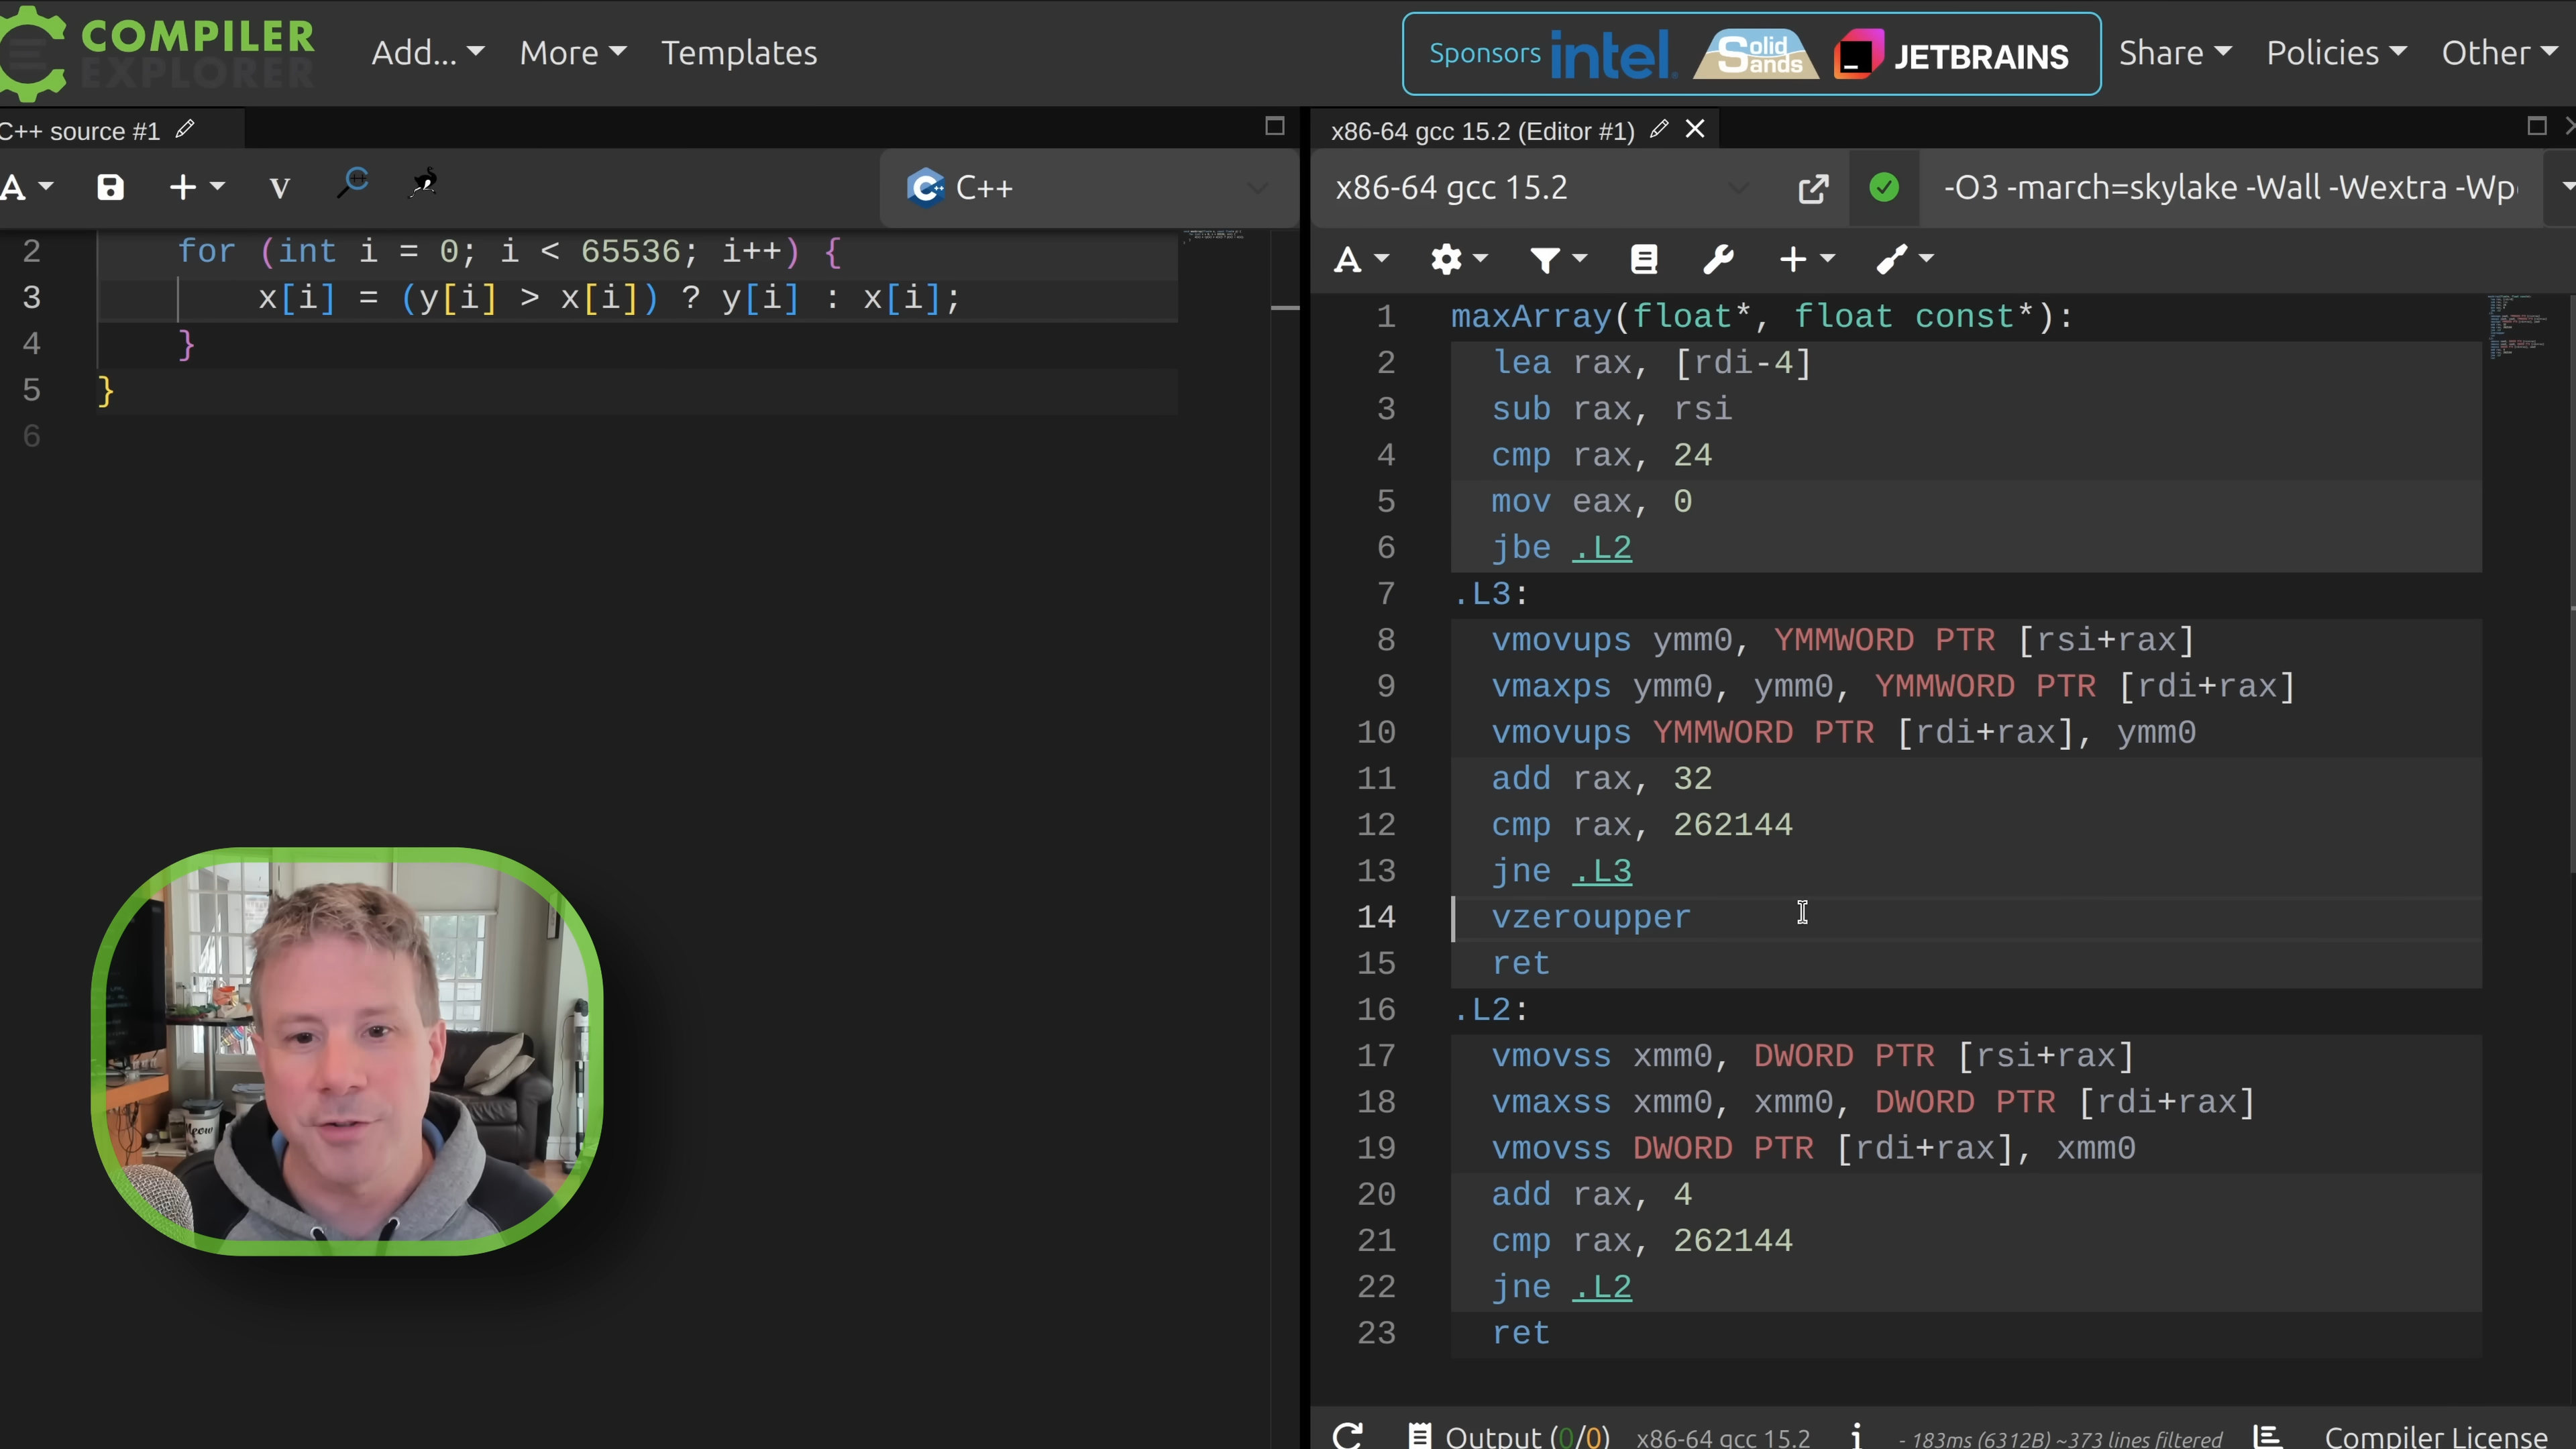 COMPILER
EXPLORER
Add...
More
Templates
Sponsors intel. Solid Sands JETBRAINS
Share
Policies
Other
C++ source #1
A
V
C++
2 for (int i = 0; i < 65536; i++) {
3 x[i] = (y[i] > x[i]) ? y[i] : x[i];
4 }
5 }
6
x86-64 gcc 15.2 (Editor #1)
x86-64 gcc 15.2
-O3 -march=skylake -Wall -Wextra -Wp
A
1 maxArray(float*, float const*):
2 lea rax, [rdi-4]
3 sub rax, rsi
4 cmp rax, 24
5 mov eax, 0
6 jbe .L2
7 .L3:
8 vmovups ymm0, YMMWORD PTR [rsi+rax]
9 vmaxps ymm0, ymm0, YMMWORD PTR [rdi+rax]
10 vmovups YMMWORD PTR [rdi+rax], ymm0
11 add rax, 32
12 cmp rax, 262144
13 jne .L3
14 vzeroupper
15 ret
16 .L2:
17 vmovss xmm0, DWORD PTR [rsi+rax]
18 vmaxss xmm0, xmm0, DWORD PTR [rdi+rax]
19 vmovss DWORD PTR [rdi+rax], xmm0
20 add rax, 4
21 cmp rax, 262144
22 jne .L2
23 ret
Meow
Output (0/0) x86-64 gcc 15.2 i - 183ms (6312B) ~373 lines filtered Compiler License